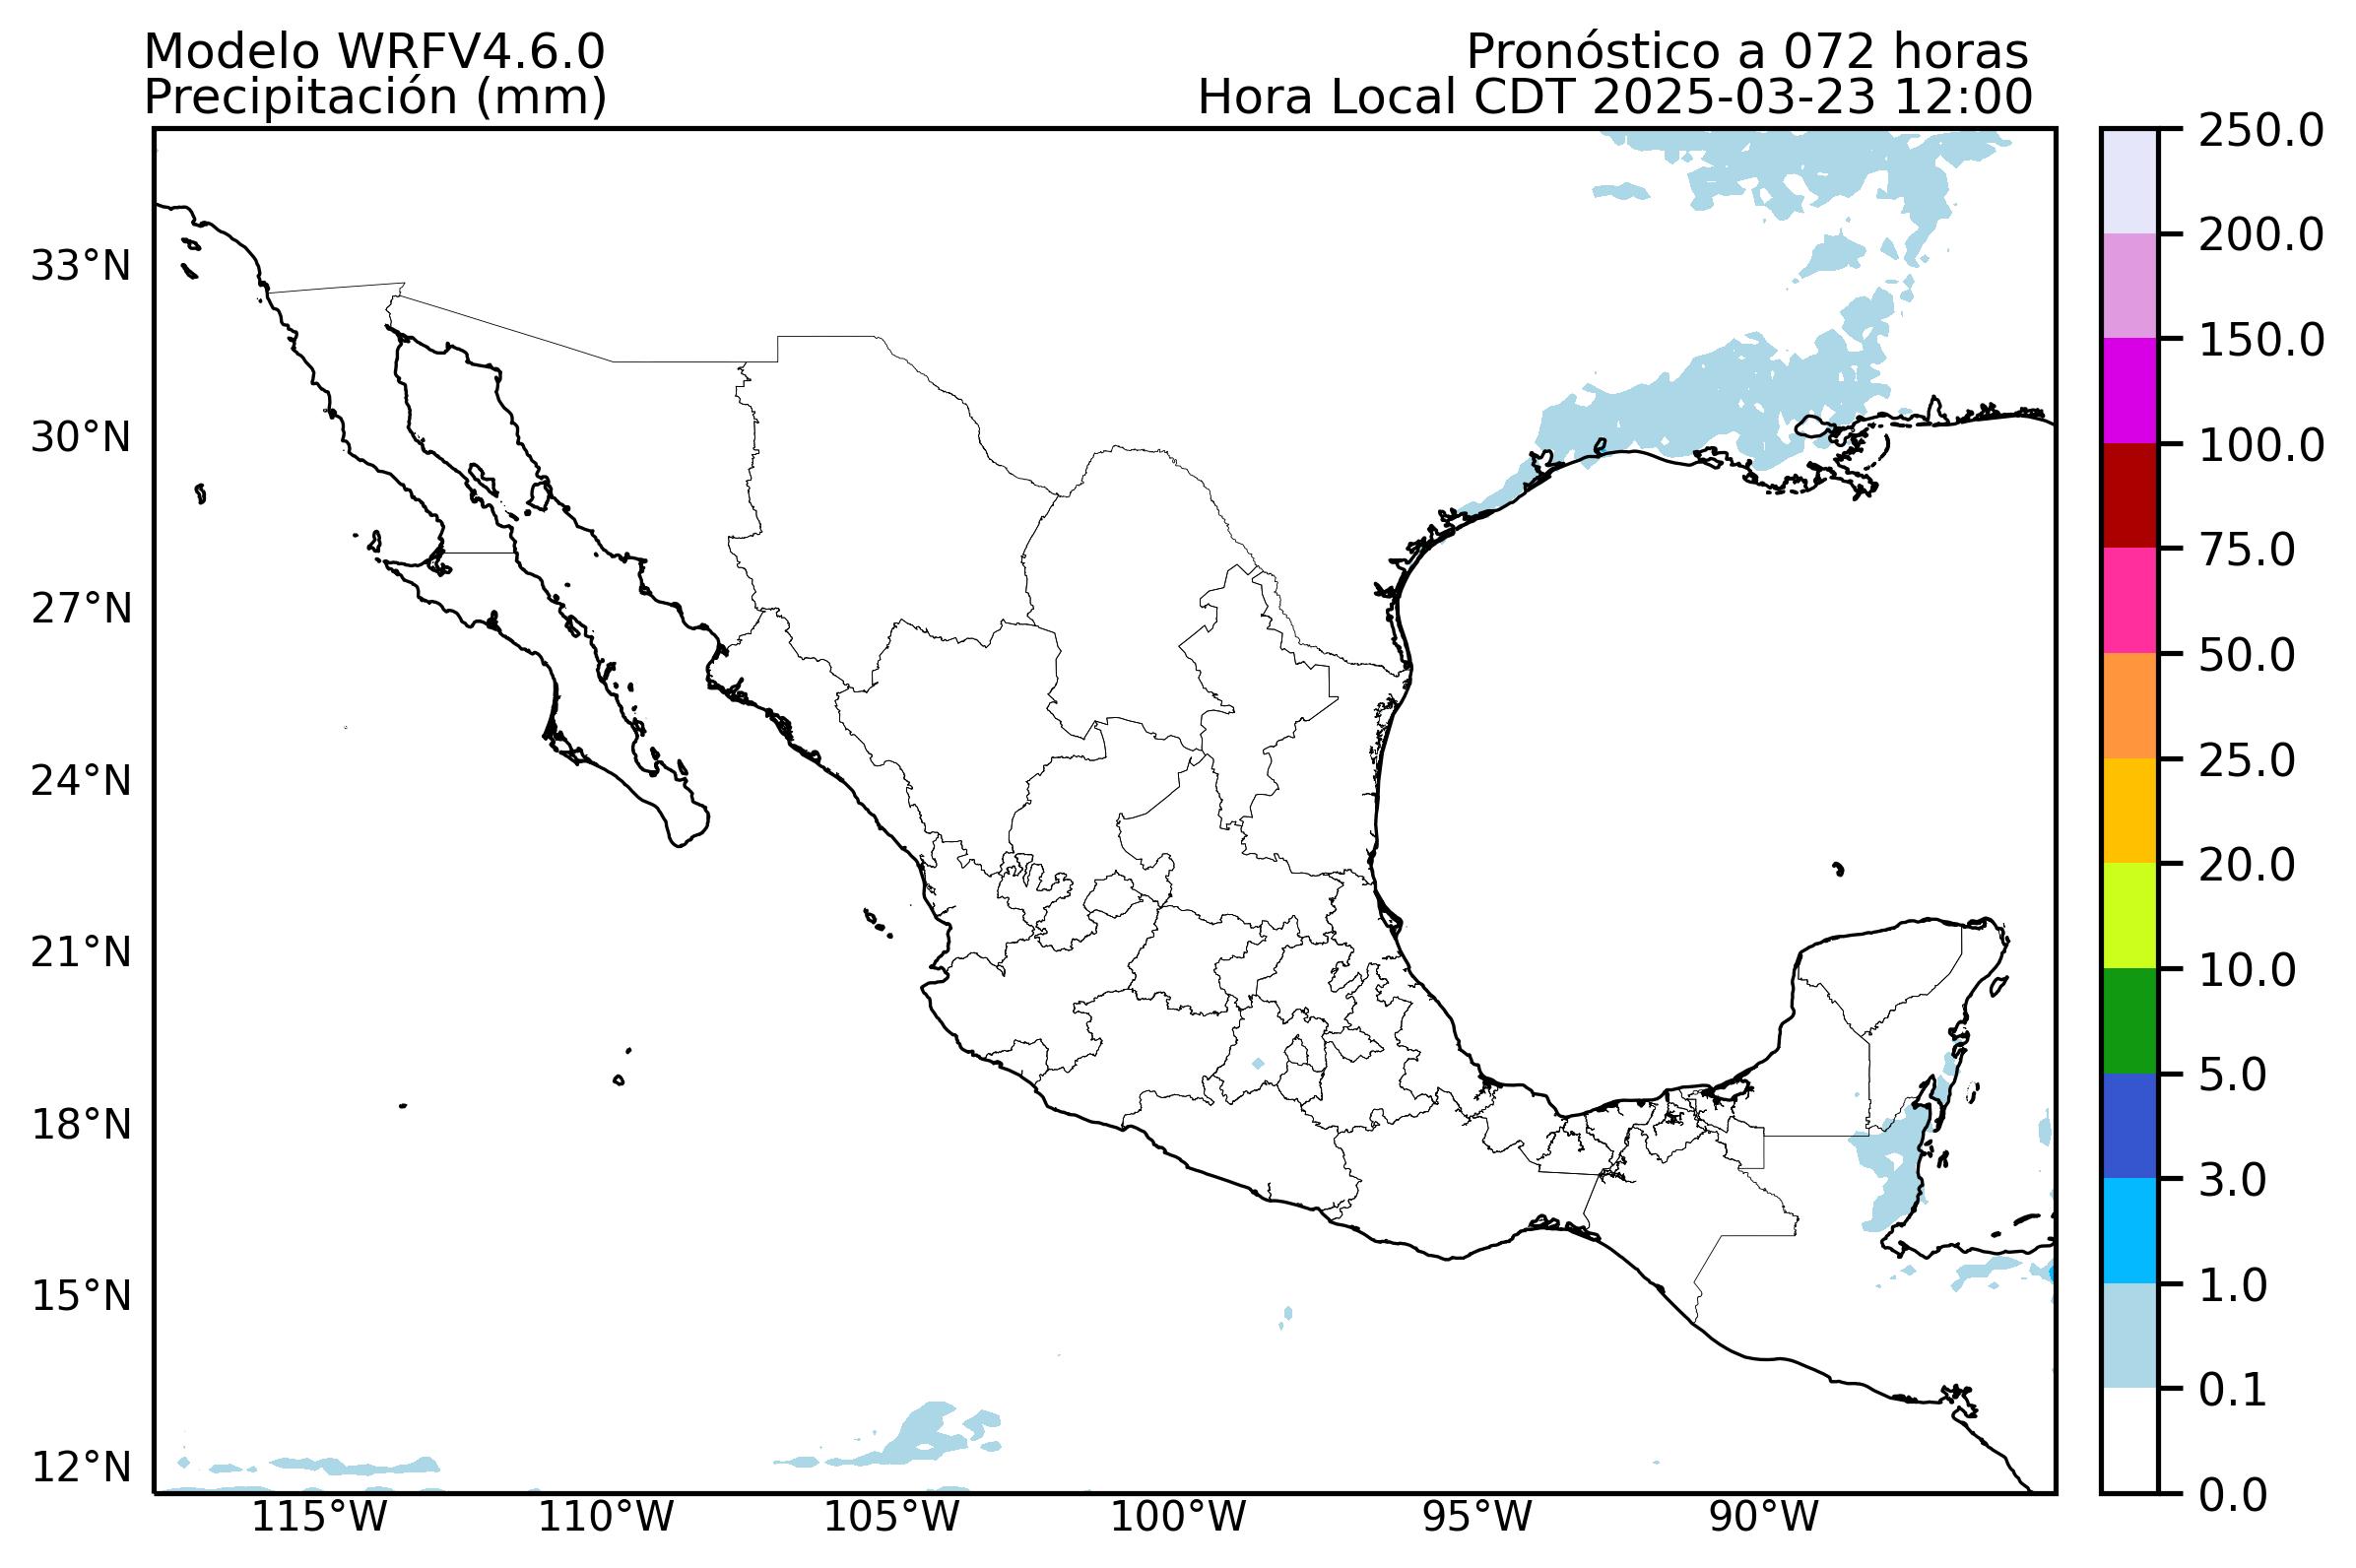 Modelo WRFV4.6.0
Precipitación (mm)
Pronóstico a 072 horas
Hora Local CDT 2025-03-23 12:00
33°N
30°N
27°N
24°N
21°N
18°N
15°N
12°N
115°W
110°W
105°W
100°W
95°W
90°W
250.0
200.0
150.0
100.0
75.0
50.0
25.0
20.0
10.0
5.0
3.0
1.0
0.1
0.0